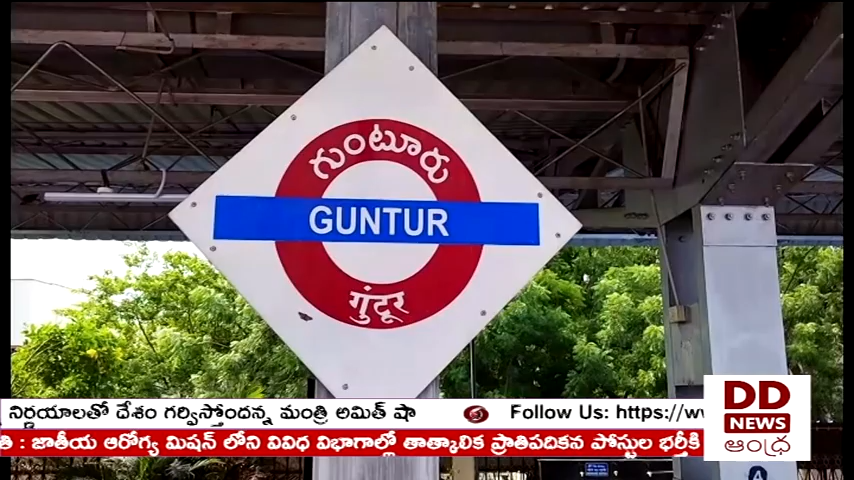 గుంటూరు
GUNTUR
गुंटूर
నిర్ణయాలతో దేశం గర్విస్తోందన్న మంత్రి అమిత్ షా
Follow Us: https://w
: జాతీయ ఆరోగ్య మిషన్ లోని వివిధ విభాగాల్లో తాత్కాలిక ప్రాతిపదికన పోస్టుల భర్తీకి
DD
NEWS
ఆంధ్ర
A